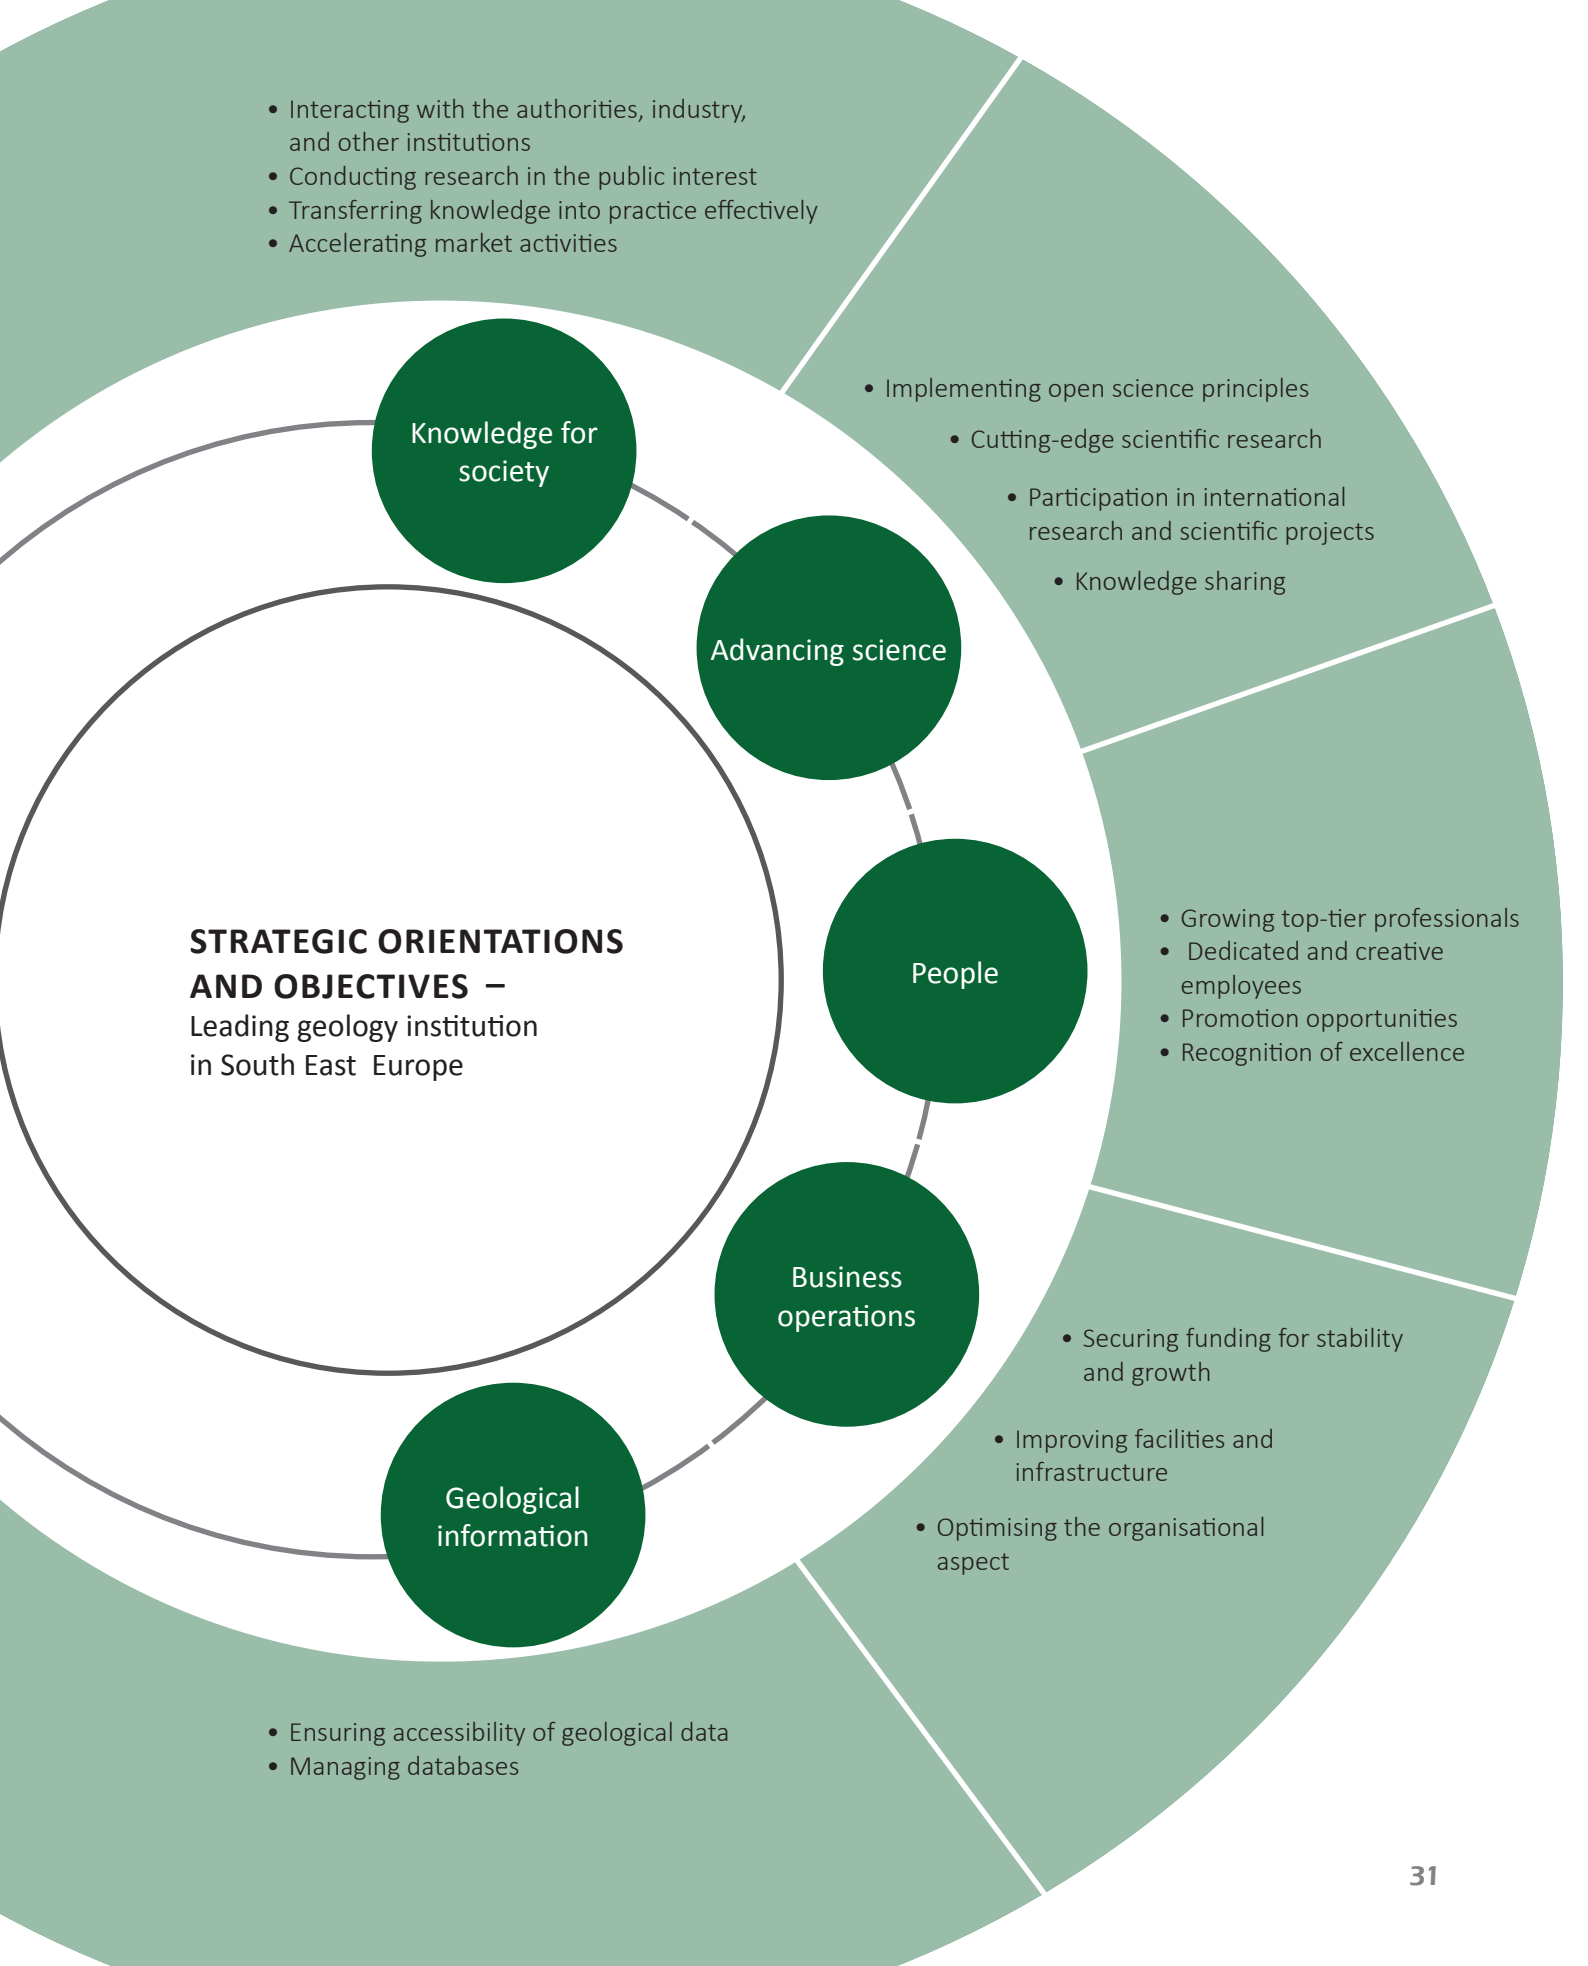 • Interacting with the authorities, industry,
and other institutions
• Conducting research in the public interest
• Transferring knowledge into practice effectively
• Accelerating market activities
Knowledge for
society
• Implementing open science principles
• Cutting-edge scientific research
• Participation in international
research and scientific projects
• Knowledge sharing
Advancing science
STRATEGIC ORIENTATIONS
AND OBJECTIVES –
Leading geology institution
in South East Europe
People
• Growing top-tier professionals
• Dedicated and creative
employees
• Promotion opportunities
• Recognition of excellence
Business
operations
• Securing funding for stability
and growth
• Improving facilities and
infrastructure
• Optimising the organisational
aspect
Geological
information
• Ensuring accessibility of geological data
• Managing databases
31